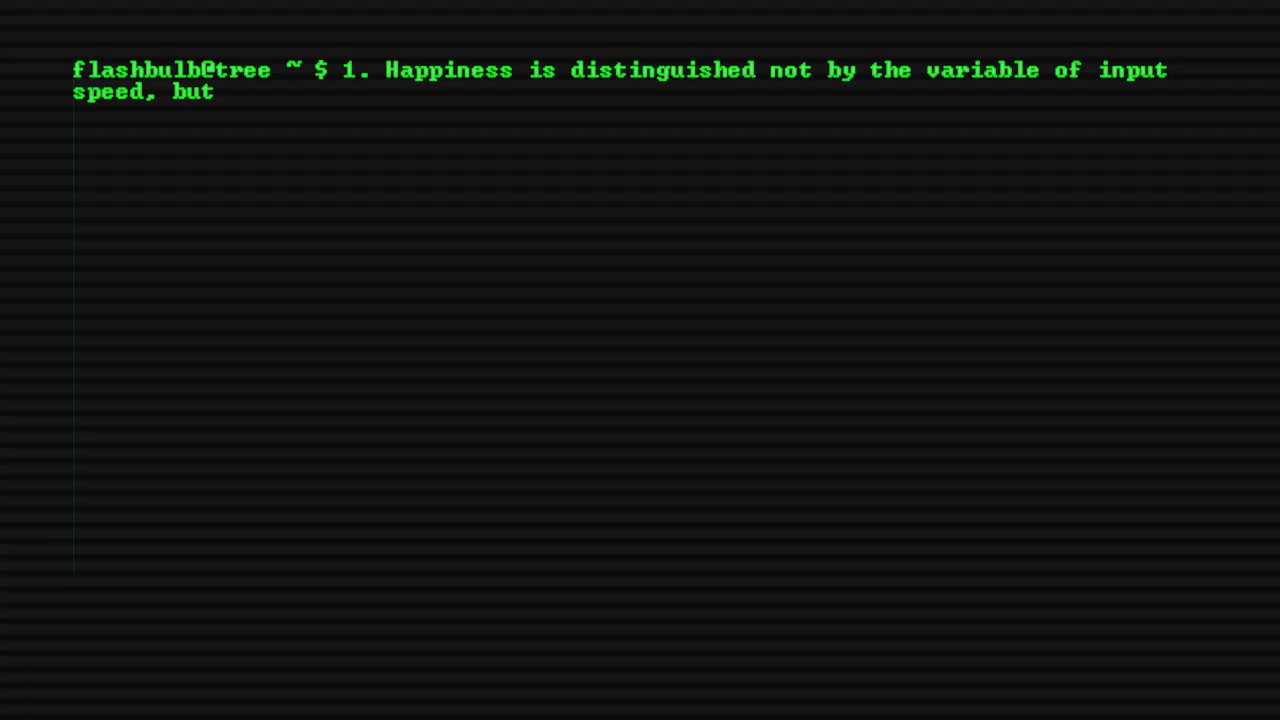 flashbulb@tree ~ $ 1. Happiness is distinguished not by the variable of input
speed, but